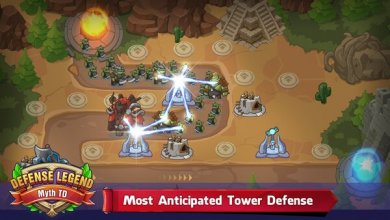 DEFENSE LEGEND
Myth TD
Most Anticipated Tower Defense